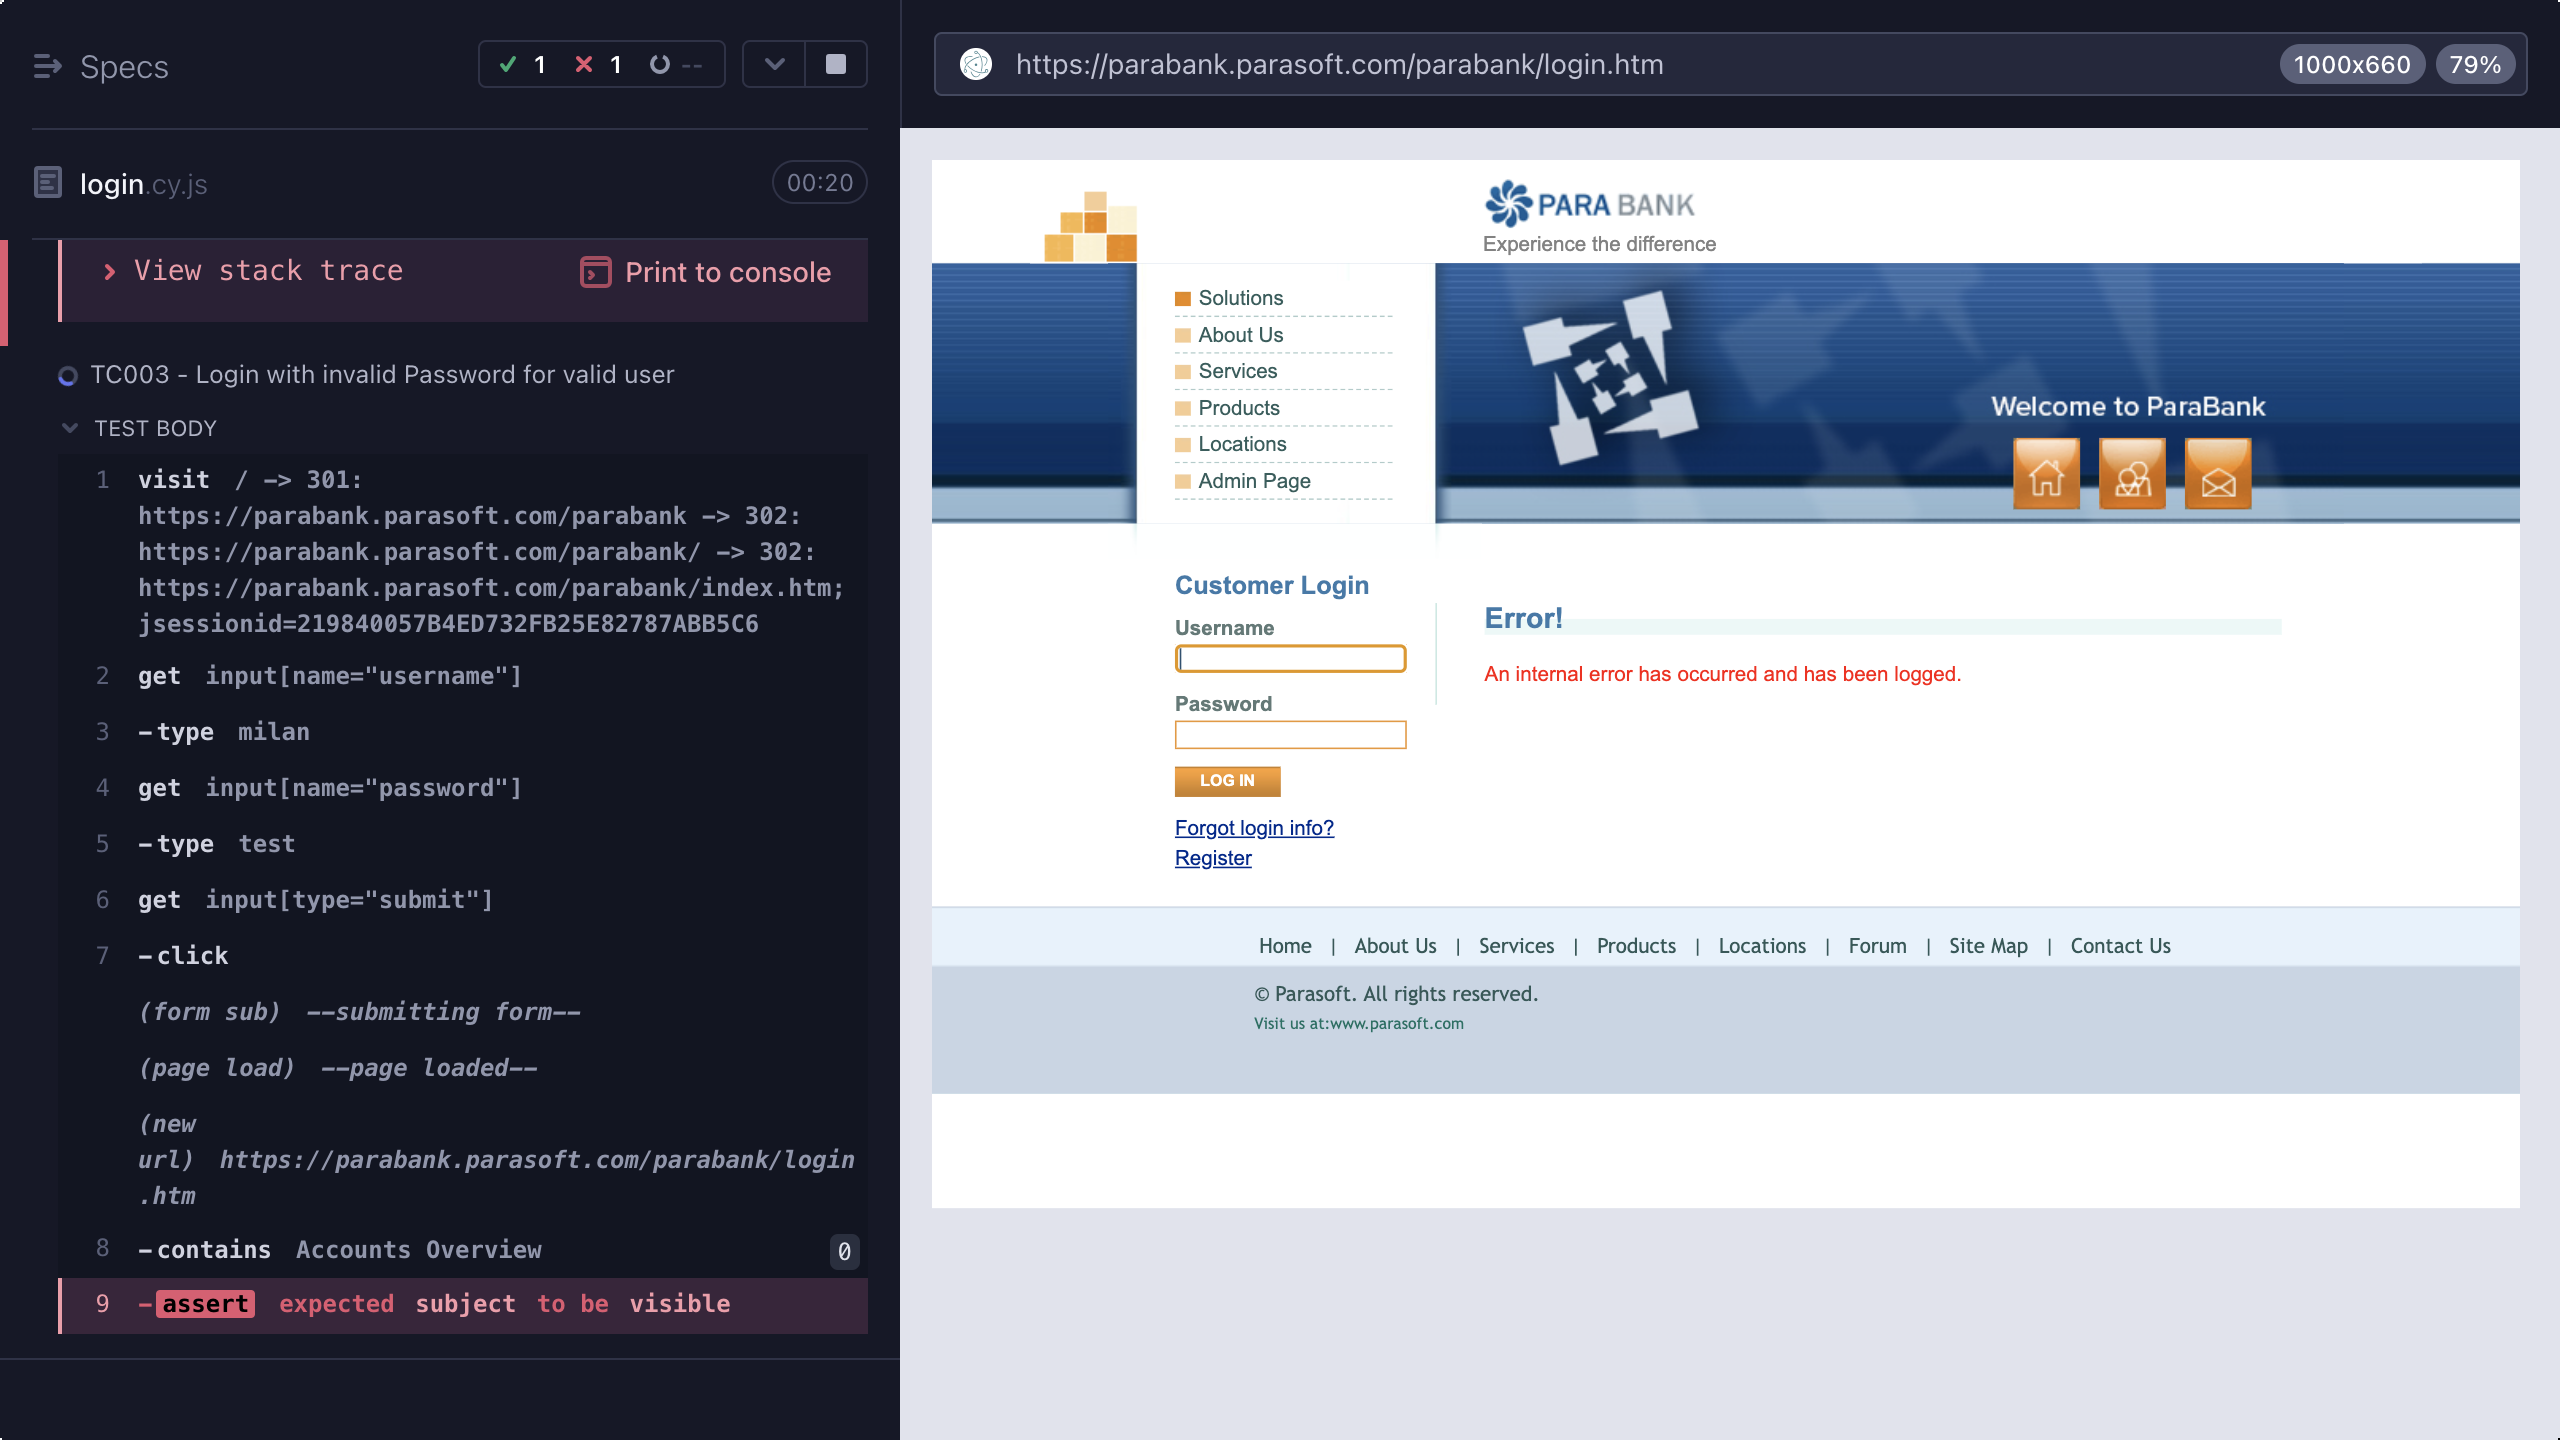 Specs
1 1 --
login.cy.js 00:20
View stack trace Print to console
TC003 - Login with invalid Password for valid user
TEST BODY
1 visit / -> 301:
https://parabank.parasoft.com/parabank -> 302:
https://parabank.parasoft.com/parabank/ -> 302:
https://parabank.parasoft.com/parabank/index.htm;
jsessionid=219840057B4ED732FB25E82787ABB5C6
2 get input[name="username"]
3 -type milan
4 get input[name="password"]
5 -type test
6 get input[type="submit"]
7 -click
(form sub) --submitting form--
(page load) --page loaded--
(new
url) https://parabank.parasoft.com/parabank/login
.htm
8 -contains Accounts Overview 0
9 -assert expected subject to be visible
https://parabank.parasoft.com/parabank/login.htm 1000x660 79%
PARA BANK
Experience the difference
Solutions
About Us
Services
Products
Locations
Admin Page
Welcome to ParaBank
Customer Login
Username
Password
LOG IN
Forgot login info?
Register
Error!
An internal error has occurred and has been logged.
Home | About Us | Services | Products | Locations | Forum | Site Map | Contact Us
© Parasoft. All rights reserved.
Visit us at:www.parasoft.com